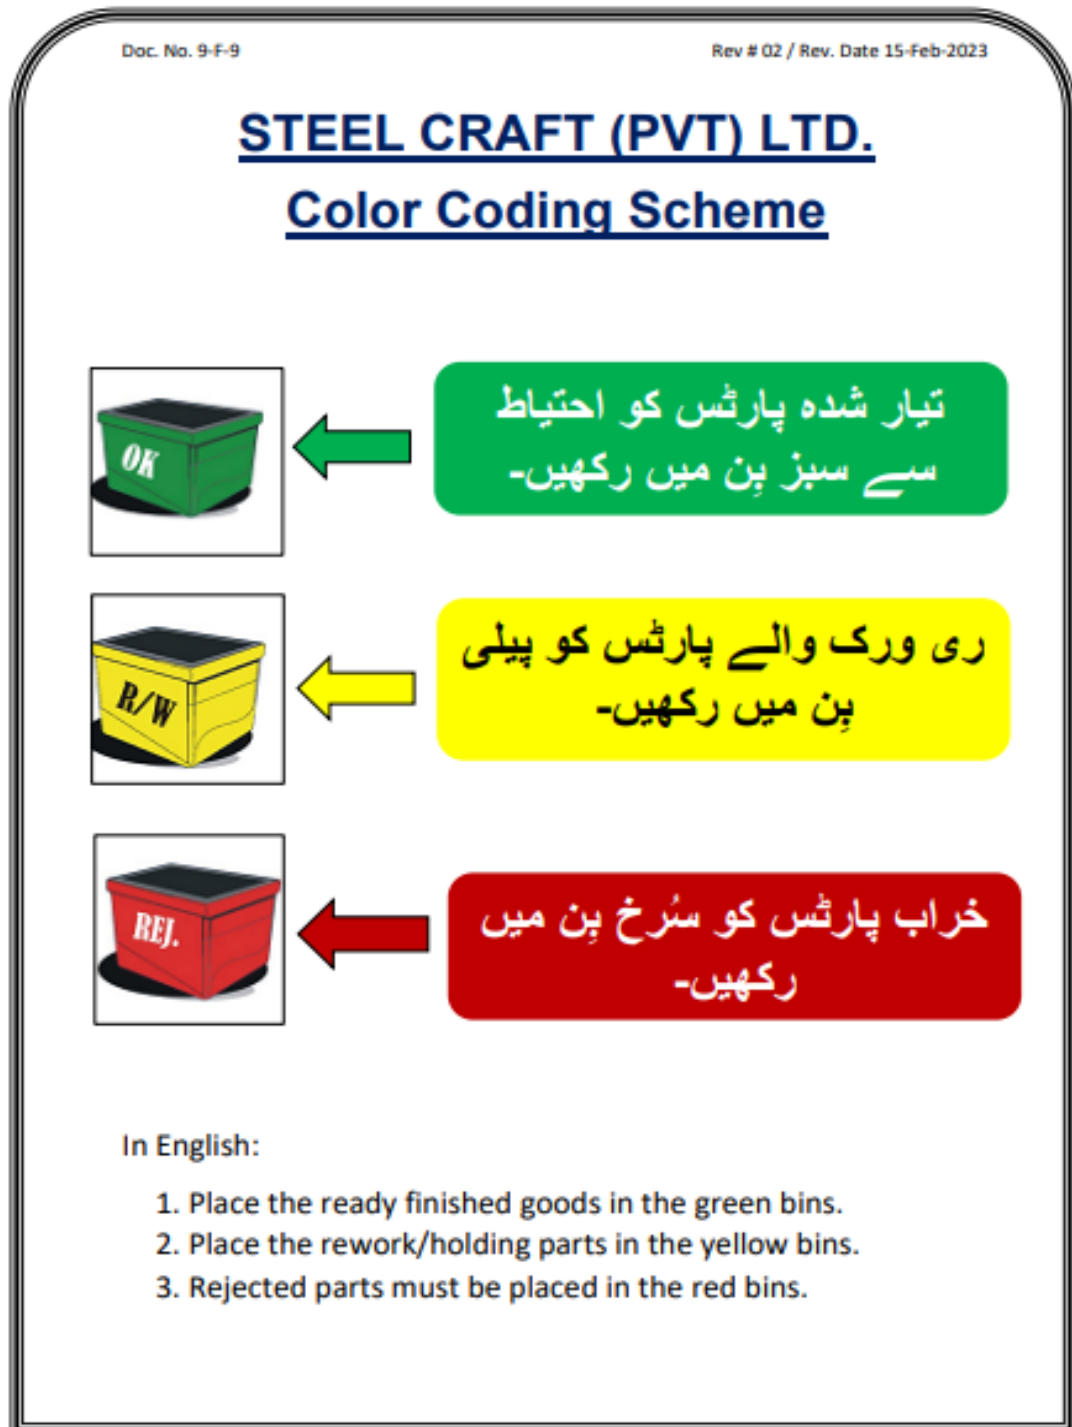 Doc. No. 9-F-9
Rev # 02 / Rev. Date 15-Feb-2023
STEEL CRAFT (PVT) LTD.
Color Coding Scheme
OK
تیار شدہ پارٹس کو احتیاط
سے سبز بِن میں رکھیں۔
R/W
ری ورک والے پارٹس کو پیلی
بِن میں رکھیں۔
REJ.
خراب پارٹس کو سُرخ بِن میں
رکھیں۔
In English:
1. Place the ready finished goods in the green bins.
2. Place the rework/holding parts in the yellow bins.
3. Rejected parts must be placed in the red bins.